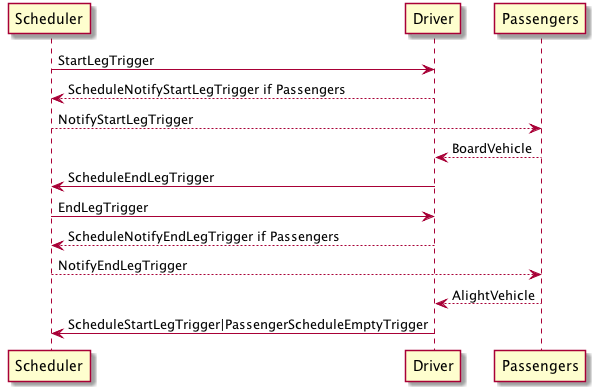 Scheduler Driver Passengers
StartLegTrigger
ScheduleNotifyStartLegTrigger if Passengers
NotifyStartLegTrigger
BoardVehicle
ScheduleEndLegTrigger
EndLegTrigger
ScheduleNotifyEndLegTrigger if Passengers
NotifyEndLegTrigger
AlightVehicle
ScheduleStartLegTrigger|PassengerScheduleEmptyTrigger
Scheduler Driver Passengers